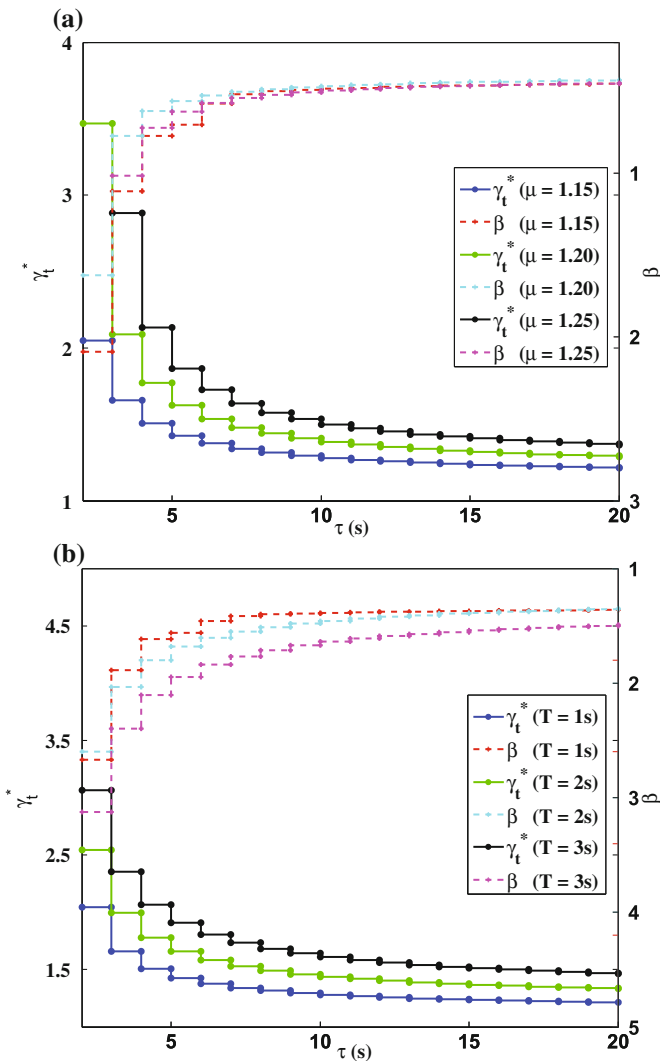 (a)
4
3
2
1
γt*
1
2
3
β
5
10
15
20
τ (s)
γt* (μ = 1.15)
β (μ = 1.15)
γt* (μ = 1.20)
β (μ = 1.20)
γt* (μ = 1.25)
β (μ = 1.25)
(b)
4.5
3.5
2.5
1.5
γt*
1
2
3
4
5
β
5
10
15
20
τ (s)
γt* (T = 1s)
β (T = 1s)
γt* (T = 2s)
β (T = 2s)
γt* (T = 3s)
β (T = 3s)